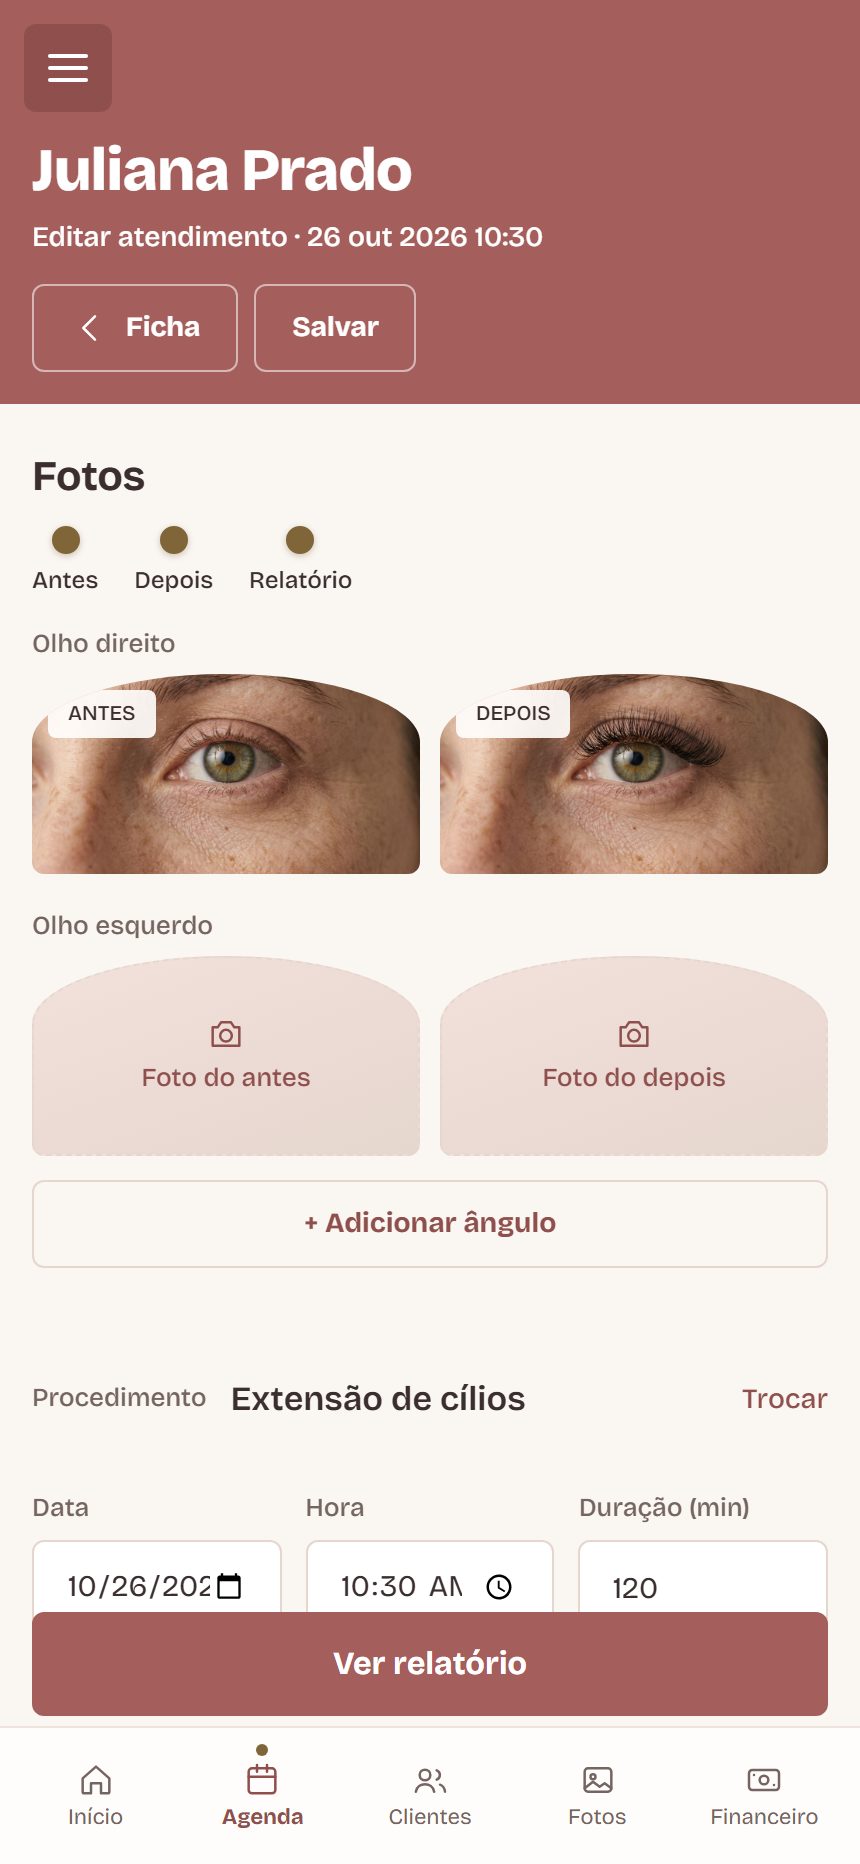 Juliana Prado
Editar atendimento · 26 out 2026 10:30
Ficha
Salvar
Fotos
Antes
Depois
Relatório
Olho direito
ANTES
DEPOIS
Olho esquerdo
Foto do antes
Foto do depois
+ Adicionar ângulo
Procedimento
Extensão de cílios
Trocar
Data
Hora
Duração (min)
10/26/202
10:30 AM
120
Ver relatório
Início
Agenda
Clientes
Fotos
Financeiro